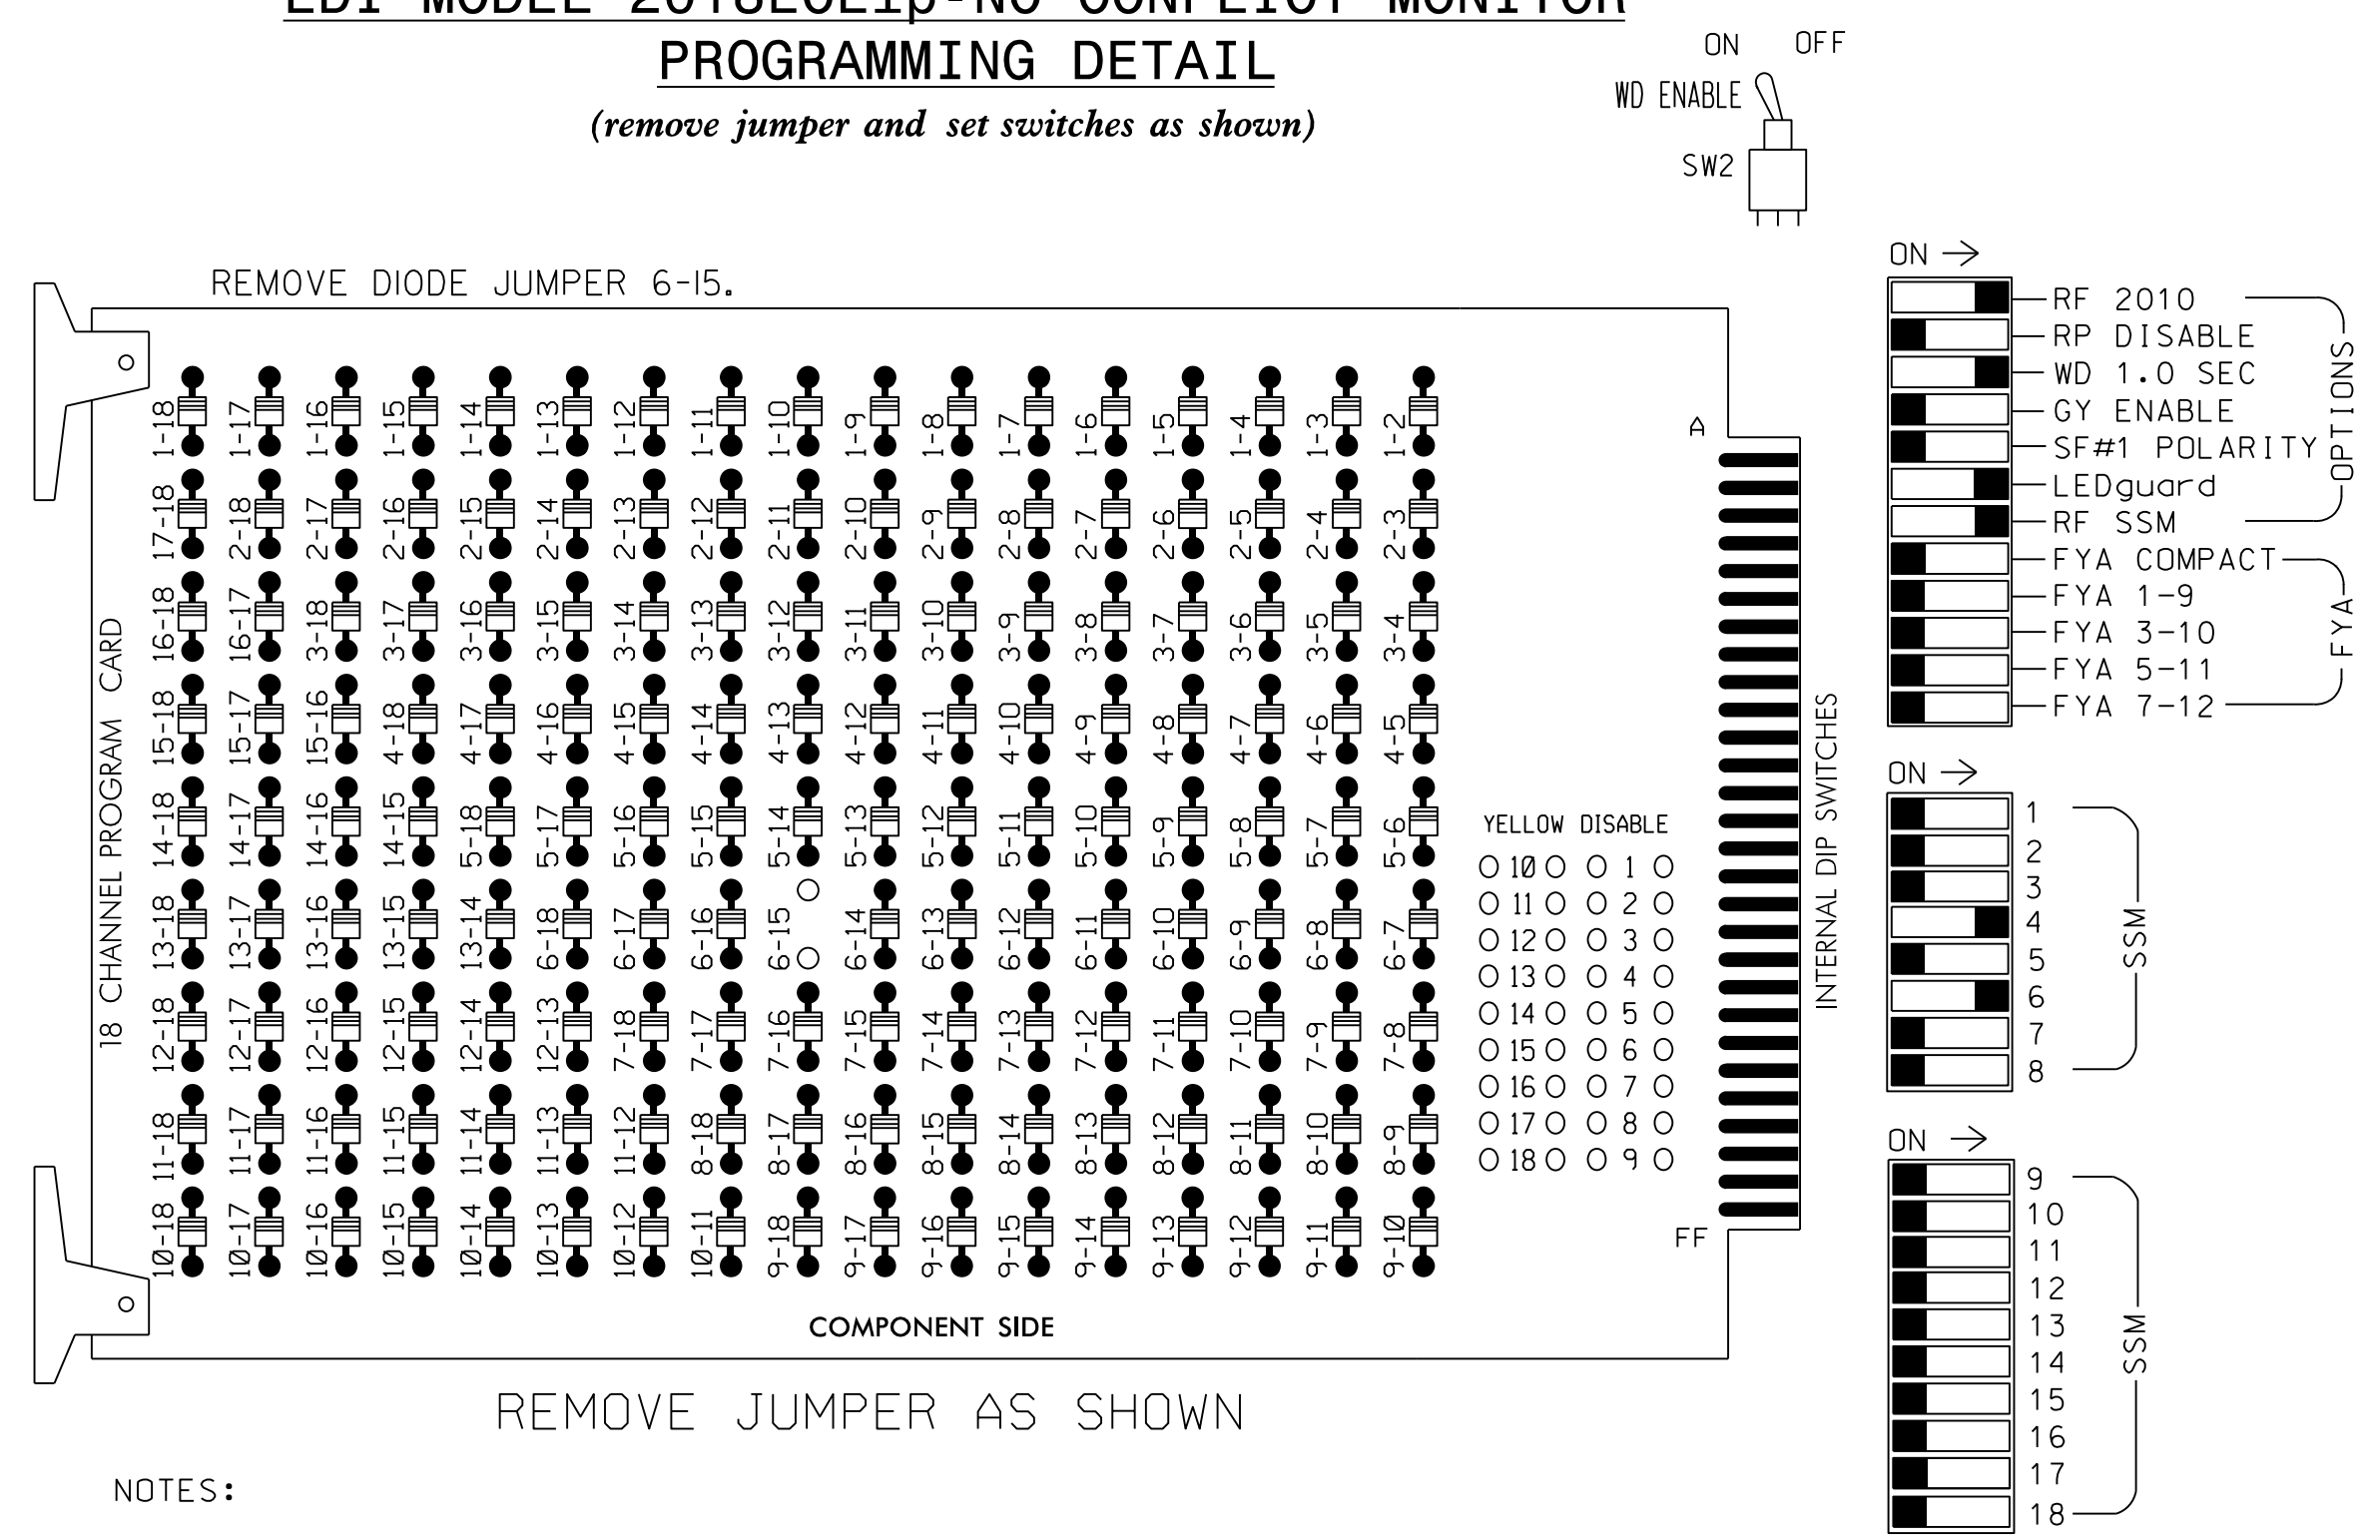 PROGRAMMING DETAIL
(remove jumper and set switches as shown)
ON OFF
WD ENABLE
SW2
REMOVE DIODE JUMPER 6-15.
18 CHANNEL PROGRAM CARD
1-18 1-17 1-16 1-15 1-14 1-13 1-12 1-11 1-10 1-9 1-8 1-7 1-6 1-5 1-4 1-3 1-2
17-18 2-18 2-17 2-16 2-15 2-14 2-13 2-12 2-11 2-10 2-9 2-8 2-7 2-6 2-5 2-4 2-3
16-18 16-17 3-18 3-17 3-16 3-15 3-14 3-13 3-12 3-11 3-10 3-9 3-8 3-7 3-6 3-5 3-4
15-18 15-17 15-16 4-18 4-17 4-16 4-15 4-14 4-13 4-12 4-11 4-10 4-9 4-8 4-7 4-6 4-5
14-18 14-17 14-16 14-15 5-18 5-17 5-16 5-15 5-14 5-13 5-12 5-11 5-10 5-9 5-8 5-7 5-6
13-18 13-17 13-16 13-15 13-14 6-18 6-17 6-16 6-15 6-14 6-13 6-12 6-11 6-10 6-9 6-8 6-7
12-18 12-17 12-16 12-15 12-14 12-13 7-18 7-17 7-16 7-15 7-14 7-13 7-12 7-11 7-10 7-9 7-8
11-18 11-17 11-16 11-15 11-14 11-13 11-12 8-18 8-17 8-16 8-15 8-14 8-13 8-12 8-11 8-10 8-9
10-18 10-17 10-16 10-15 10-14 10-13 10-12 10-11 9-18 9-17 9-16 9-15 9-14 9-13 9-12 9-11 9-10
A
YELLOW DISABLE
10 1
11 2
12 3
13 4
14 5
15 6
16 7
17 8
18 9
FF
COMPONENT SIDE
INTERNAL DIP SWITCHES
ON
RF 2010
RP DISABLE
WD 1.0 SEC
GY ENABLE
SF#1 POLARITY
LEDguard
RF SSM
OPTIONS
FYA COMPACT
FYA 1-9
FYA 3-10
FYA 5-11
FYA 7-12
FYA
ON
1
2
3
4
5
6
7
8
SSM
ON
9
10
11
12
13
14
15
16
17
18
SSM
REMOVE JUMPER AS SHOWN
NOTES: